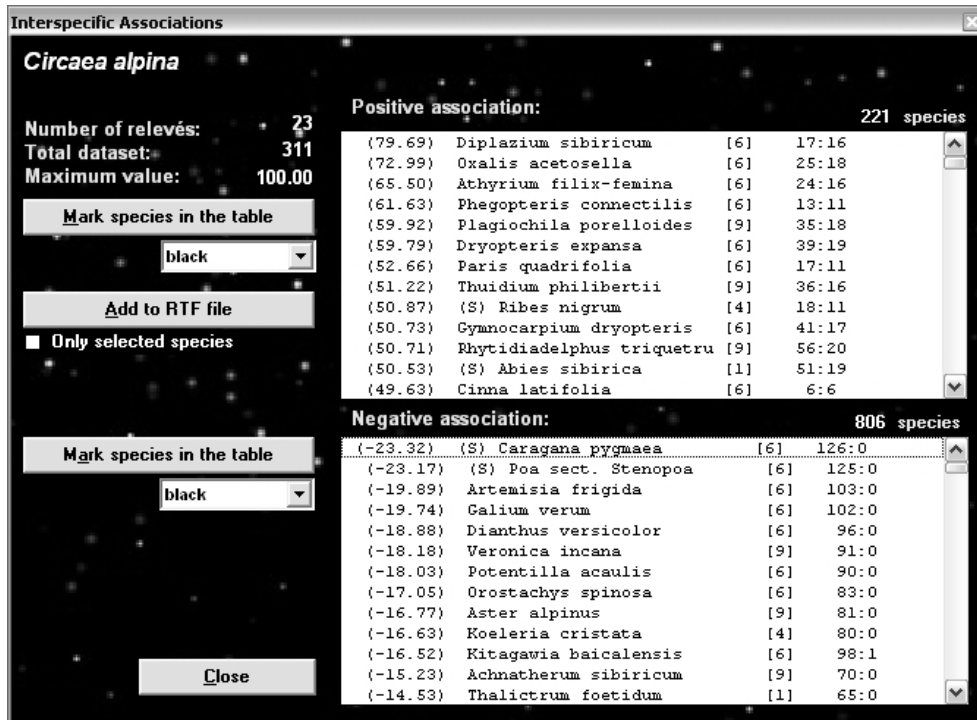 Interspecific Associations
Circaea alpina
Number of relevés: 23
Total dataset: 311
Maximum value: 100.00
Mark species in the table
black
Add to RTF file
Only selected species
Mark species in the table
black
Close
Positive association: 221 species
(79.69) Diplazium sibiricum [6] 17:16
(72.99) Oxalis acetosella [6] 25:18
(65.50) Athyrium filix-femina [6] 24:16
(61.63) Phegopteris connectilis [6] 13:11
(59.92) Plagiochila porelloides [9] 35:18
(59.79) Dryopteris expansa [6] 39:19
(52.66) Paris quadrifolia [6] 17:11
(51.22) Thuidium philibertii [9] 36:16
(50.87) (S) Ribes nigrum [4] 18:11
(50.73) Gymnocarpium dryopteris [6] 41:17
(50.71) Rhytidiadelphus triquetru [9] 56:20
(50.53) (S) Abies sibirica [1] 51:19
(49.63) Cinna latifolia [6] 6:6
Negative association: 806 species
(-23.32) (S) Caragana pygmaea [6] 126:0
(-23.17) (S) Poa sect. Stenopoa [6] 125:0
(-19.89) Artemisia frigida [6] 103:0
(-19.74) Galium verum [6] 102:0
(-18.88) Dianthus versicolor [6] 96:0
(-18.18) Veronica incana [9] 91:0
(-18.03) Potentilla acaulis [6] 90:0
(-17.05) Orostachys spinosa [6] 83:0
(-16.77) Aster alpinus [9] 81:0
(-16.63) Koeleria cristata [4] 80:0
(-16.52) Kitagawia baicalensis [6] 98:1
(-15.23) Achnatherum sibiricum [9] 70:0
(-14.53) Thalictrum foetidum [1] 65:0